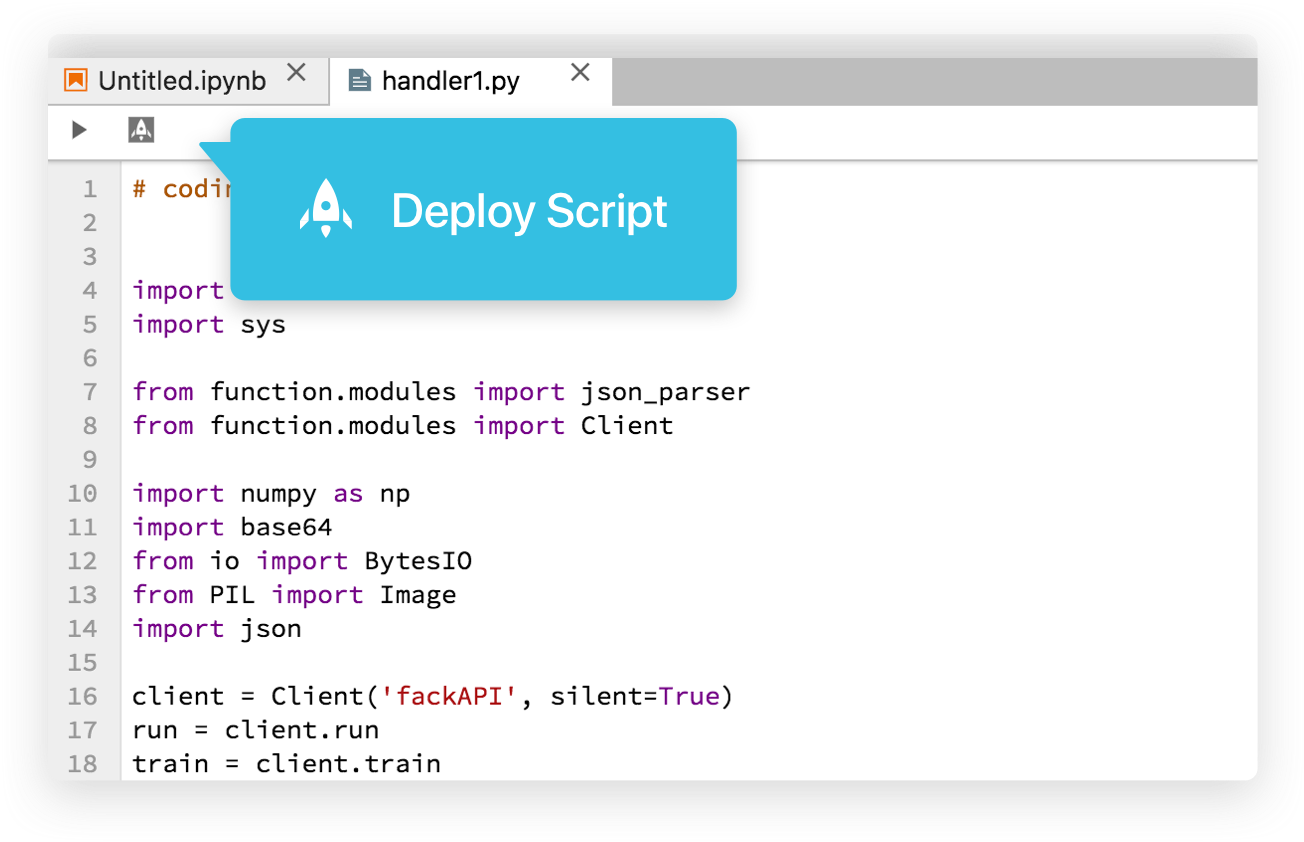 Untitled.ipynb
handler1.py
Deploy Script
1 #
2
3
4 import
5 import sys
6
7 from function.modules import json_parser
8 from function.modules import Client
9
10 import numpy as np
11 import base64
12 from io import BytesIO
13 from PIL import Image
14 import json
15
16 client = Client('fackAPI', silent=True)
17 run = client.run
18 train = client.train